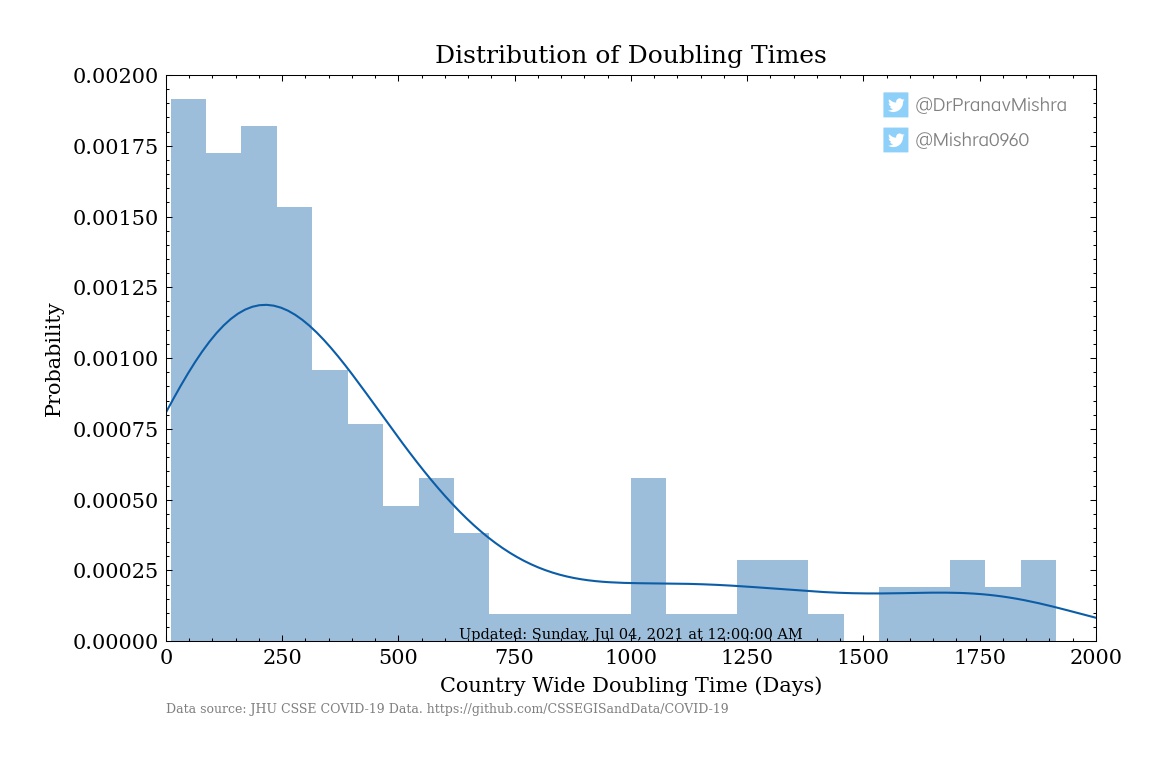 Distribution of Doubling Times
0.00200
0.00175
0.00150
0.00125
0.00100
0.00075
0.00050
0.00025
0.00000
Probability
@DrPranavMishra
@Mishra0960
Updated: Sunday, Jul 04, 2021 at 12:00:00 AM
0 250 500 750 1000 1250 1500 1750 2000
Country Wide Doubling Time (Days)
Data source: JHU CSSE COVID-19 Data. https://github.com/CSSEGISandData/COVID-19